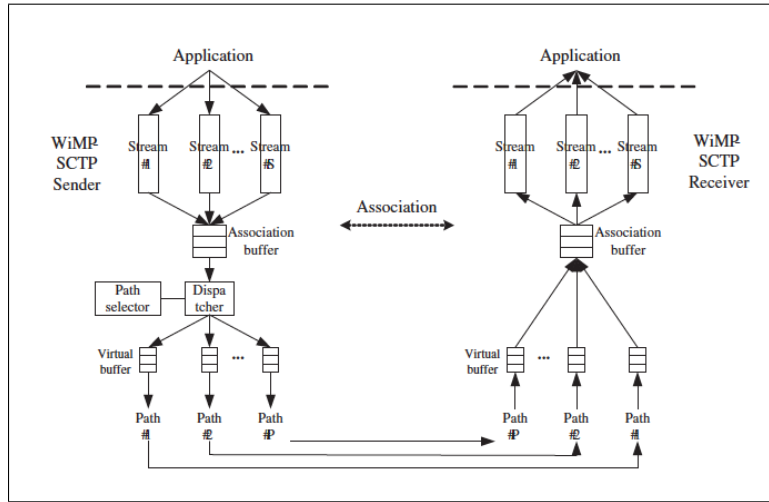 Application
Application
WiMP-
SCTP
Sender
Stream
#1
Stream
#2
...
Stream
#S
Stream
#1
Stream
#2
...
Stream
#S
WiMP-
SCTP
Receiver
Association
Association
buffer
Association
buffer
Path
selector
Dispa
tcher
Virtual
buffer
...
Virtual
buffer
...
Path
#1
Path
#2
Path
#P
Path
#P
Path
#2
Path
#1